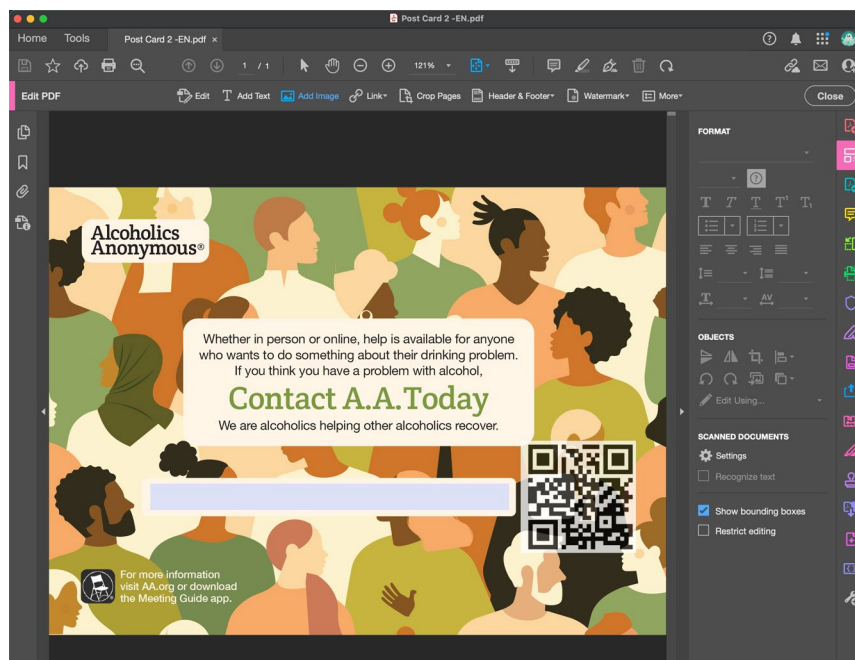 Post Card 2 -EN.pdf
Home Tools Post Card 2 -EN.pdf ×
1 / 1 121%
Edit PDF Edit Add Text Add Image Link Crop Pages Header & Footer Watermark More Close
FORMAT
OBJECTS
Edit Using...
SCANNED DOCUMENTS
Settings
Recognize text
Show bounding boxes
Restrict editing
Alcoholics
Anonymous®
Whether in person or online, help is available for anyone
who wants to do something about their drinking problem.
If you think you have a problem with alcohol,
Contact A.A. Today
We are alcoholics helping other alcoholics recover.
For more information
visit AA.org or download
the Meeting Guide app.